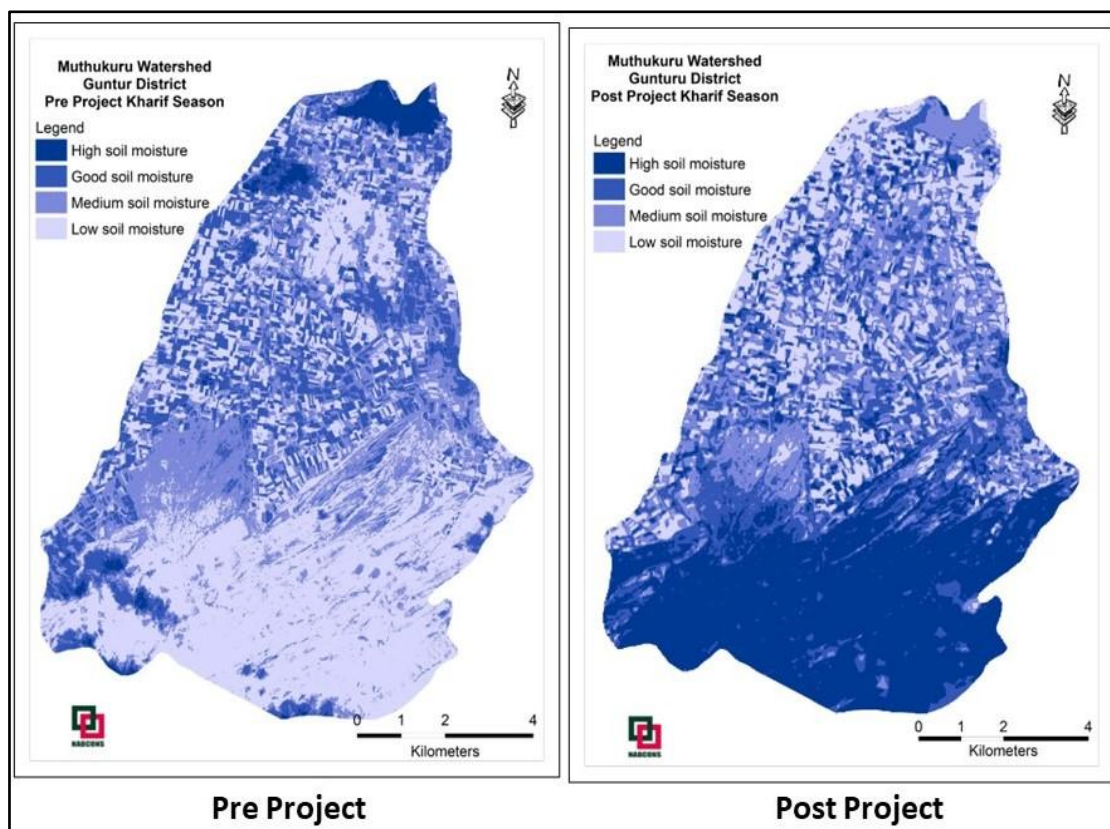 Muthukuru Watershed
Guntur District
Pre Project Kharif Season
N
Legend
High soil moisture
Good soil moisture
Medium soil moisture
Low soil moisture
NABCONS
0 1 2 4
Kilometers
Pre Project
Muthukuru Watershed
Gunturu District
Post Project Kharif Season
N
Legend
High soil moisture
Good soil moisture
Medium soil moisture
Low soil moisture
NABCONS
0 1 2 4
Kilometers
Post Project